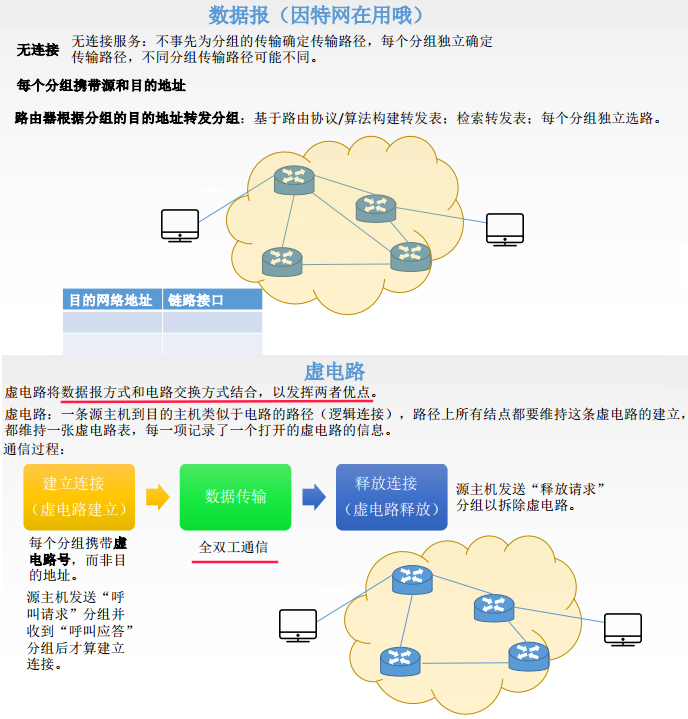 数据报（因特网在用哦）
无连接
无连接服务：不事先为分组的传输确定传输路径，每个分组独立确定
传输路径，不同分组传输路径可能不同。
每个分组携带源和目的地址
路由器根据分组的目的地址转发分组：基于路由协议/算法构建转发表；检索转发表；每个分组独立选路。
目的网络地址 链路接口
虚电路
虚电路将数据报方式和电路交换方式结合，以发挥两者优点。
虚电路：一条源主机到目的主机类似于电路的路径（逻辑连接），路径上所有结点都要维持这条虚电路的建立，
都维持一张虚电路表，每一项记录了一个打开的虚电路的信息。
通信过程：
建立连接
（虚电路建立）
数据传输
释放连接
（虚电路释放）
源主机发送“释放请求”
分组以拆除虚电路。
每个分组携带虚
电路号，而非目
的地址。
全双工通信
源主机发送“呼
叫请求”分组并
收到“呼叫应答”
分组后才算建立
连接。